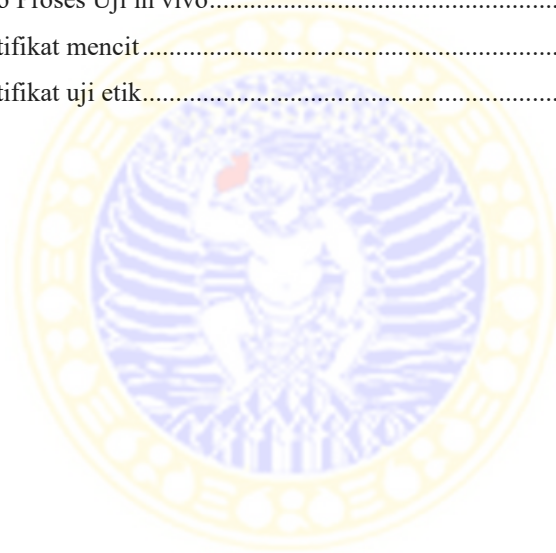 Proses Uji in vivo......................................................
tifikat mencit..............................................................
tifikat uji etik..............................................................